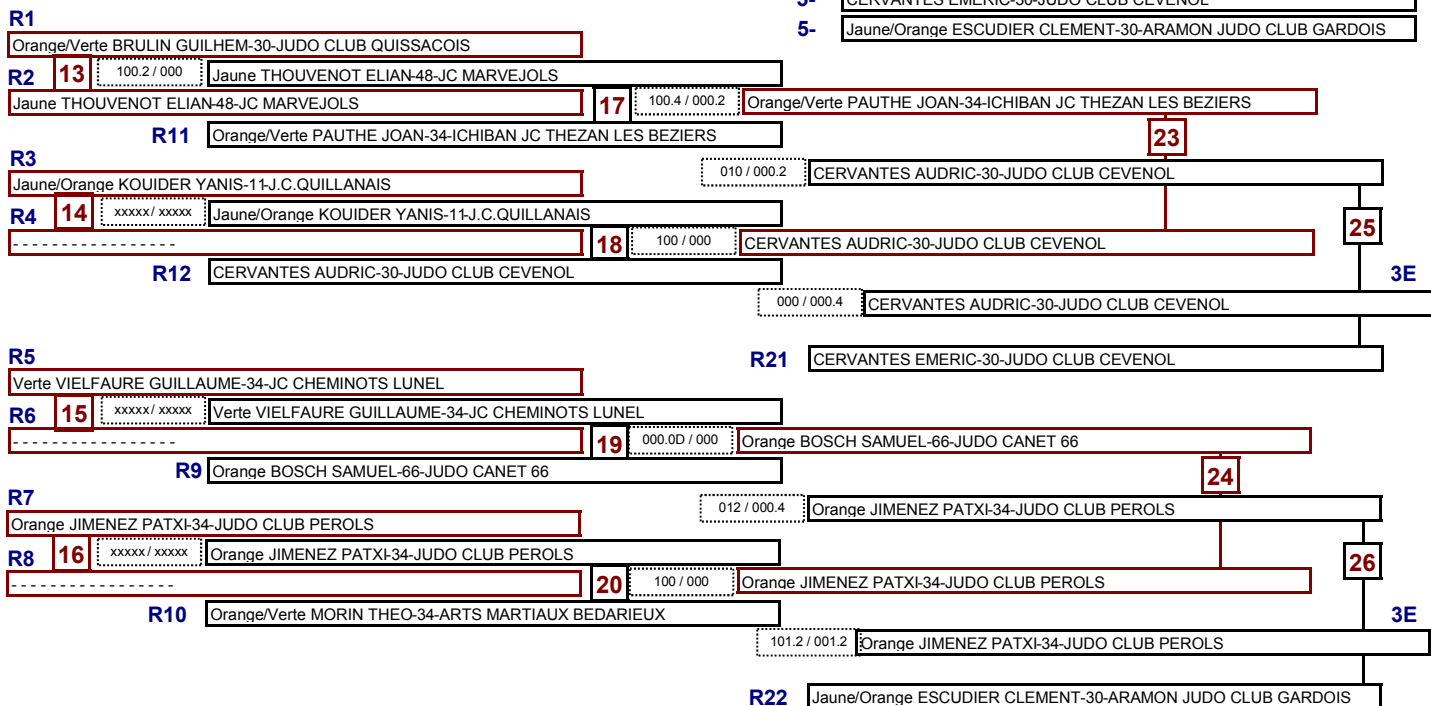 5- CERVANTES EMERIC-30-JUDO CLUB CEVENOL
R1
5- Jaune/Orange ESCUDIER CLEMENT-30-ARAMON JUDO CLUB GARDOIS
Orange/Verte BRULIN GUILHEM-30-JUDO CLUB QUISSACOIS
R2 13 100.2 / 000 Jaune THOUVENOT ELIAN-48-JC MARVEJOLS
Jaune THOUVENOT ELIAN-48-JC MARVEJOLS 17 100.4 / 000.2 Orange/Verte PAUTHE JOAN-34-ICHIBAN JC THEZAN LES BEZIERS
R11 Orange/Verte PAUTHE JOAN-34-ICHIBAN JC THEZAN LES BEZIERS 23
R3
010 / 000.2 CERVANTES AUDRIC-30-JUDO CLUB CEVENOL
Jaune/Orange KOUIDER YANIS-11-J.C.QUILLANAIS
R4 14 xxxxx / xxxxx Jaune/Orange KOUIDER YANIS-11-J.C.QUILLANAIS 25
- - - - - - - - - - - - - - - - - 18 100 / 000 CERVANTES AUDRIC-30-JUDO CLUB CEVENOL
R12 CERVANTES AUDRIC-30-JUDO CLUB CEVENOL 3E
000 / 000.4 CERVANTES AUDRIC-30-JUDO CLUB CEVENOL
R5 R21 CERVANTES EMERIC-30-JUDO CLUB CEVENOL
Verte VIELFAURE GUILLAUME-34-JC CHEMINOTS LUNEL
R6 15 xxxxx / xxxxx Verte VIELFAURE GUILLAUME-34-JC CHEMINOTS LUNEL
- - - - - - - - - - - - - - - - - 19 000.0D / 000 Orange BOSCH SAMUEL-66-JUDO CANET 66
R9 Orange BOSCH SAMUEL-66-JUDO CANET 66 24
R7
012 / 000.4 Orange JIMENEZ PATXI-34-JUDO CLUB PEROLS
Orange JIMENEZ PATXI-34-JUDO CLUB PEROLS
R8 16 xxxxx / xxxxx Orange JIMENEZ PATXI-34-JUDO CLUB PEROLS 26
- - - - - - - - - - - - - - - - - 20 100 / 000 Orange JIMENEZ PATXI-34-JUDO CLUB PEROLS
R10 Orange/Verte MORIN THEO-34-ARTS MARTIAUX BEDARIEUX 3E
101.2 / 001.2 Orange JIMENEZ PATXI-34-JUDO CLUB PEROLS
R22 Jaune/Orange ESCUDIER CLEMENT-30-ARAMON JUDO CLUB GARDOIS